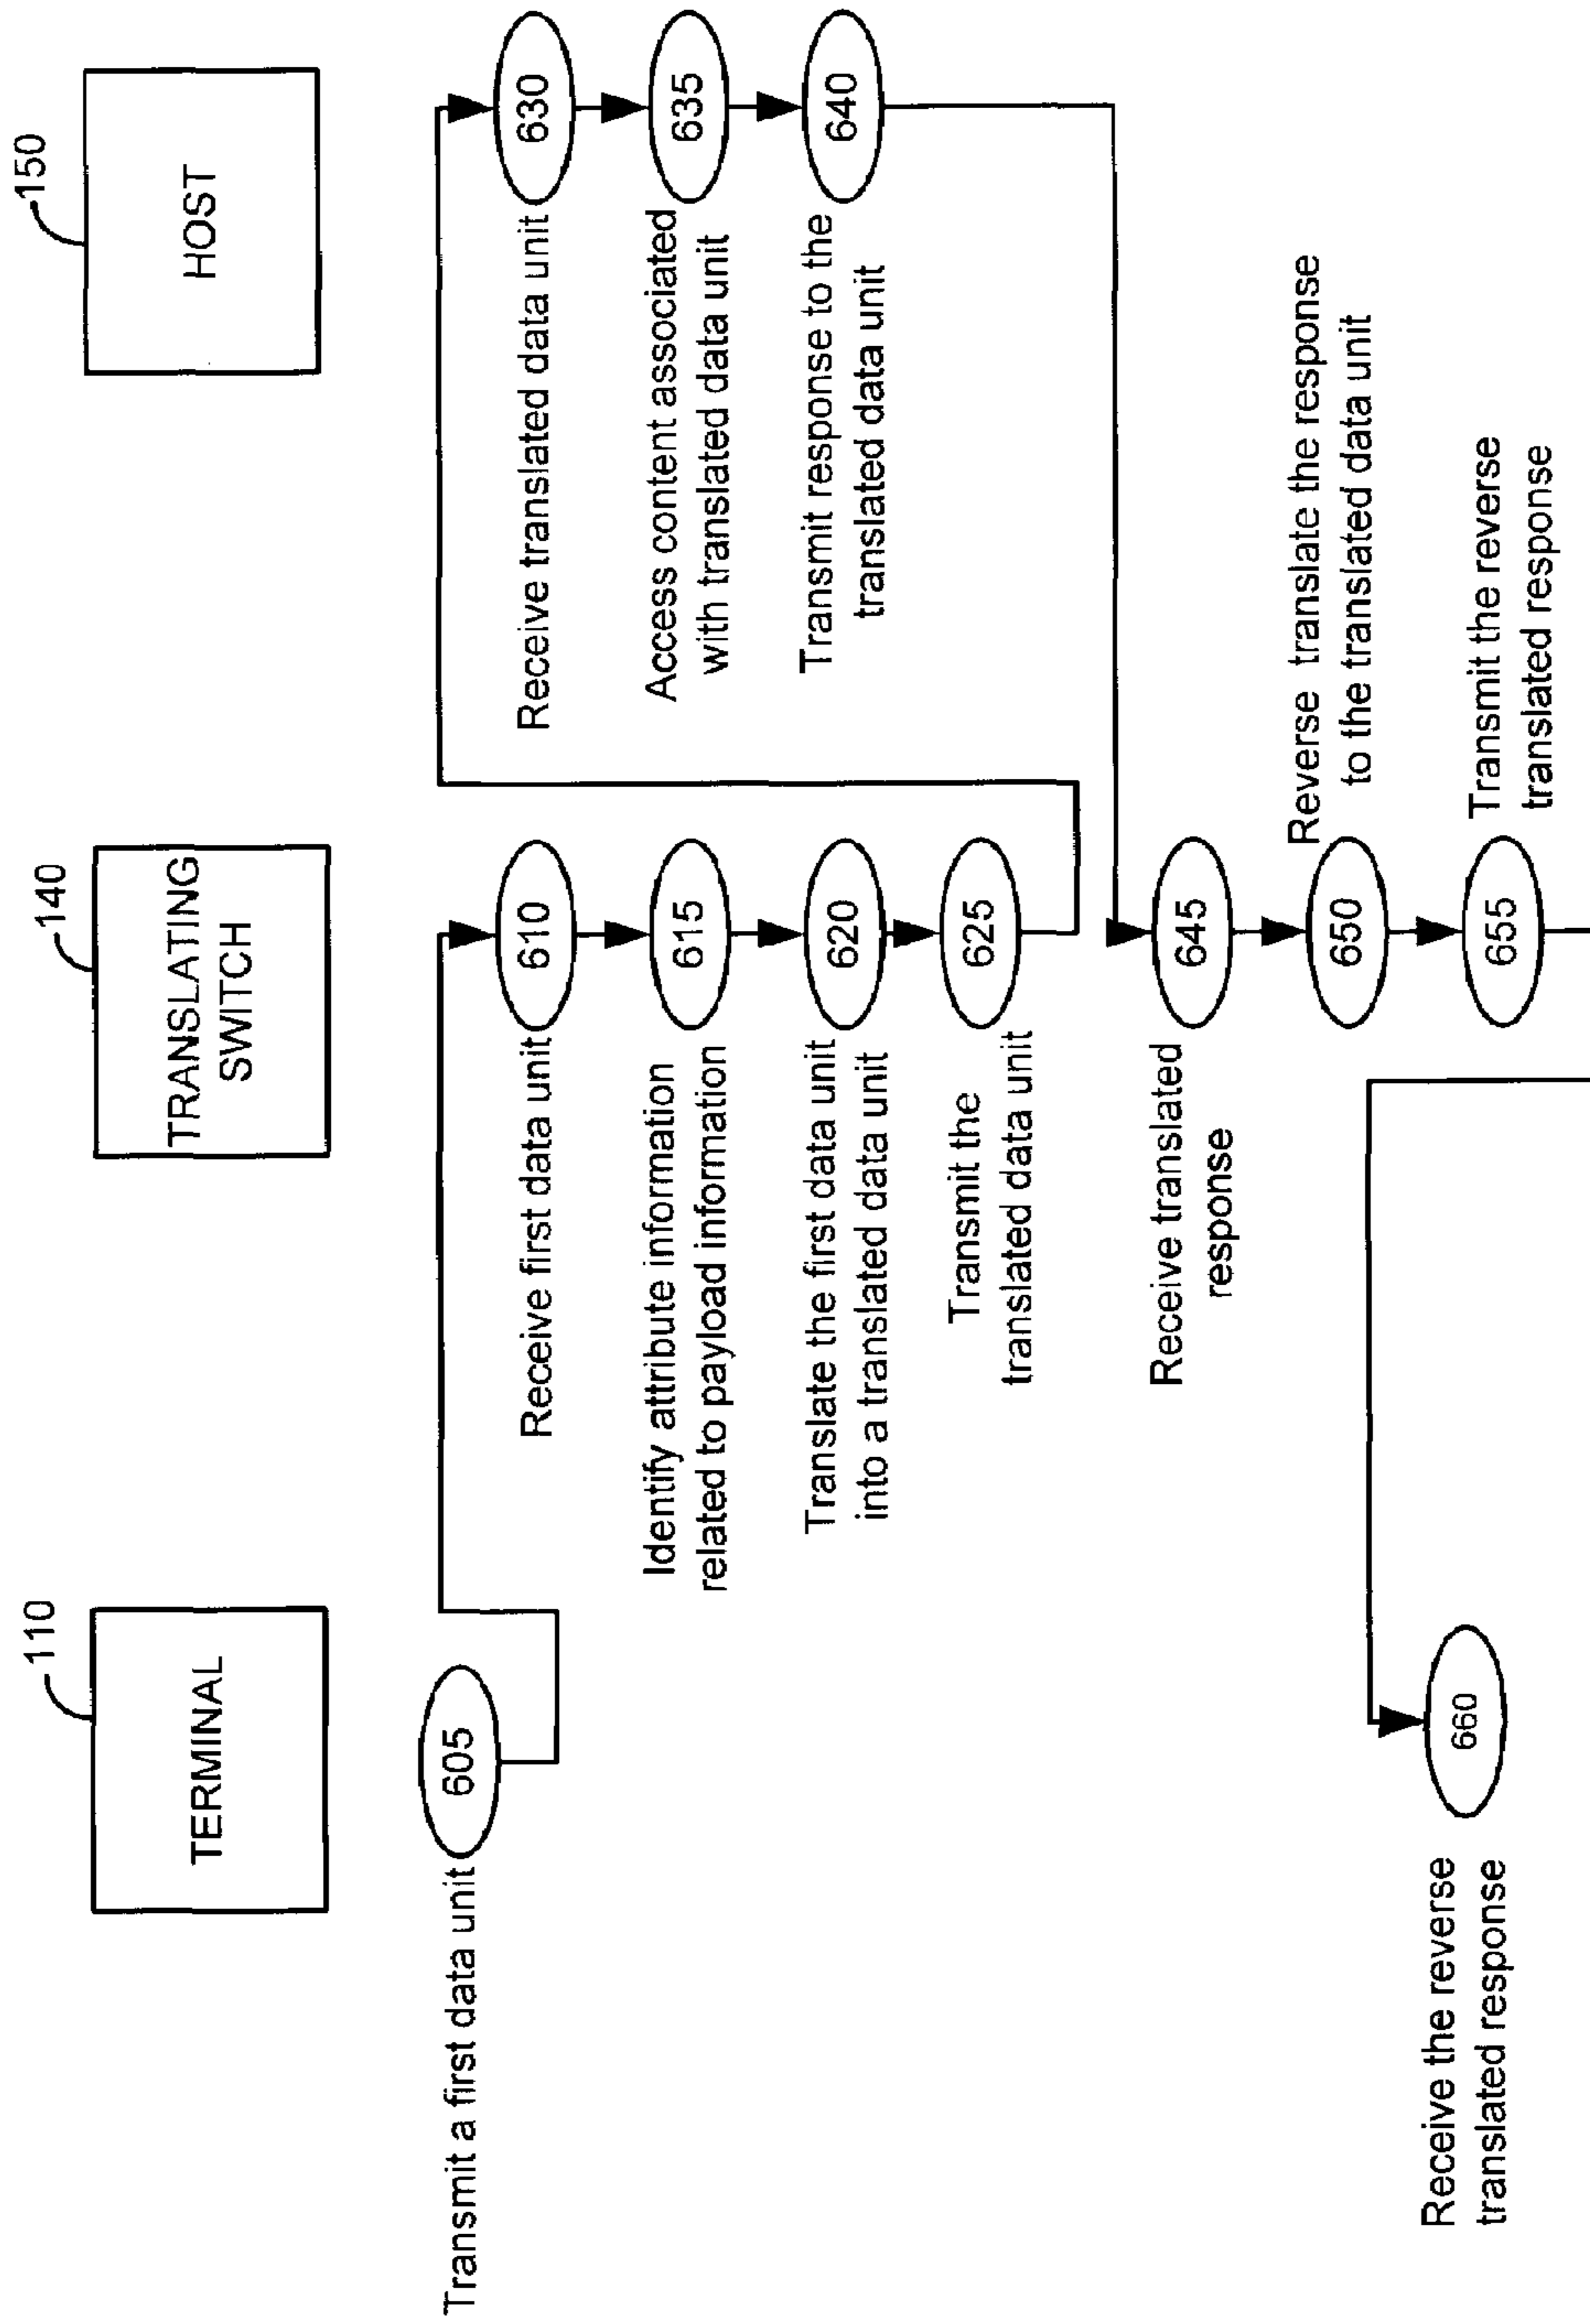 110
TERMINAL
140
TRANSLATING
SWITCH
150
HOST
605
Transmit a first data unit
610
Receive first data unit
615
Identify attribute information
related to payload information
620
Translate the first data unit
into a translated data unit
625
Transmit the
translated data unit
630
Receive translated data unit
635
Access content associated
with translated data unit
640
Transmit response to the
translated data unit
645
Receive translated
response
650
Reverse translate the response
to the translated data unit
655
Transmit the reverse
translated response
660
Receive the reverse
translated response